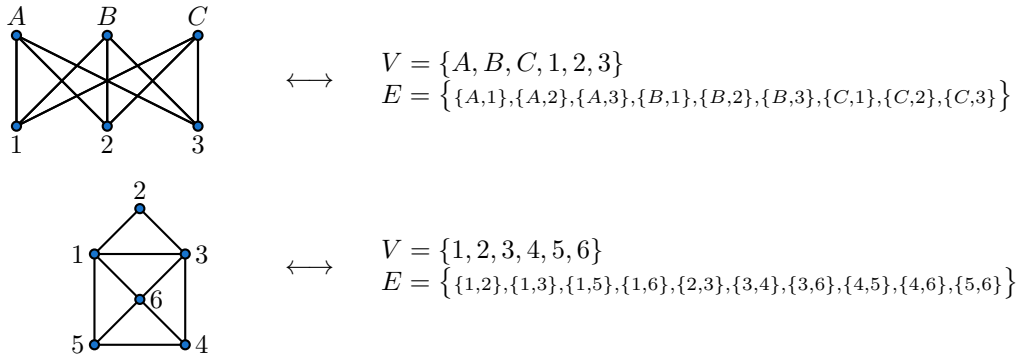 A B C
1 2 3
⟷
V = {A, B, C, 1, 2, 3}
E = {{A,1},{A,2},{A,3},{B,1},{B,2},{B,3},{C,1},{C,2},{C,3}}
2
1 3
6
5 4
⟷
V = {1, 2, 3, 4, 5, 6}
E = {{1,2},{1,3},{1,5},{1,6},{2,3},{3,4},{3,6},{4,5},{4,6},{5,6}}